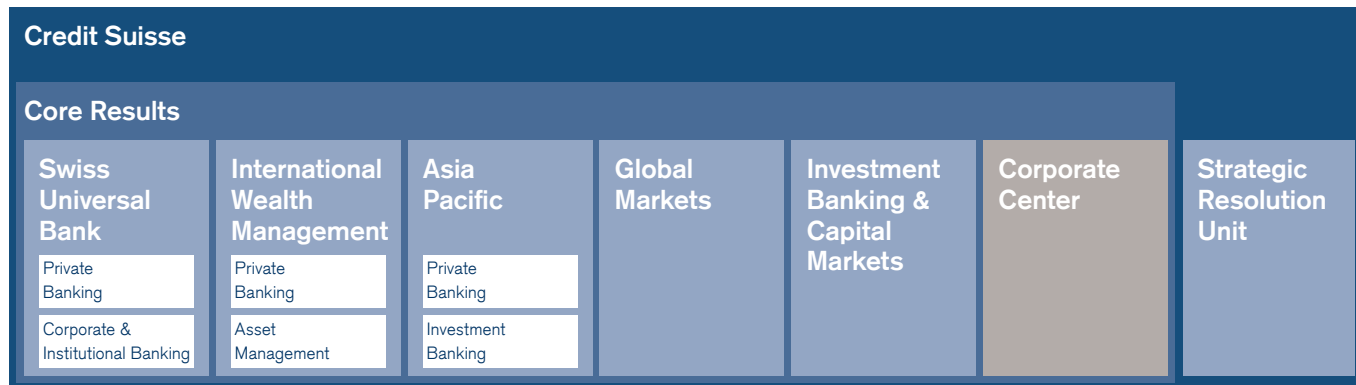 Credit Suisse
Core Results
Swiss
Universal
Bank
Private
Banking
Corporate &
Institutional Banking
International
Wealth
Management
Private
Banking
Asset
Management
Asia
Pacific
Private
Banking
Investment
Banking
Global
Markets
Investment
Banking &
Capital
Markets
Corporate
Center
Strategic
Resolution
Unit